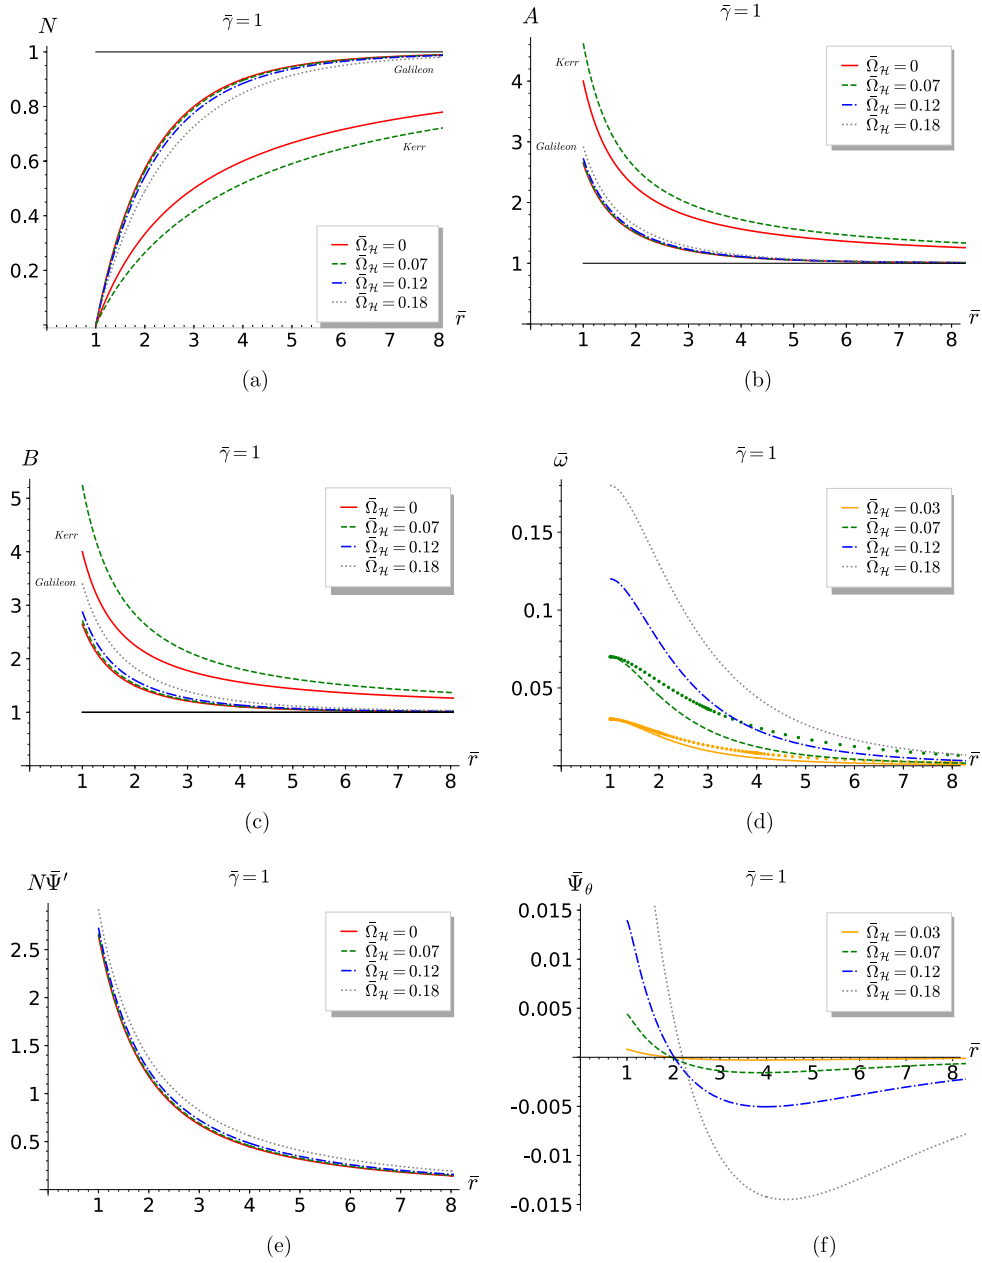 N
γ̄ = 1
1
0.8
0.6
0.4
0.2
Galileon
Kerr
Ω̄_ℋ = 0
Ω̄_ℋ = 0.07
Ω̄_ℋ = 0.12
Ω̄_ℋ = 0.18
1 2 3 4 5 6 7 8
r̄
(a)
A
γ̄ = 1
4
3
2
1
Kerr
Galileon
Ω̄_ℋ = 0
Ω̄_ℋ = 0.07
Ω̄_ℋ = 0.12
Ω̄_ℋ = 0.18
1 2 3 4 5 6 7 8
r̄
(b)
B
γ̄ = 1
5
4
3
2
1
Kerr
Galileon
Ω̄_ℋ = 0
Ω̄_ℋ = 0.07
Ω̄_ℋ = 0.12
Ω̄_ℋ = 0.18
1 2 3 4 5 6 7 8
r̄
(c)
ω̄
γ̄ = 1
0.15
0.1
0.05
Ω̄_ℋ = 0.03
Ω̄_ℋ = 0.07
Ω̄_ℋ = 0.12
Ω̄_ℋ = 0.18
1 2 3 4 5 6 7 8
r̄
(d)
NΨ̄′
γ̄ = 1
2.5
2
1.5
1
0.5
Ω̄_ℋ = 0
Ω̄_ℋ = 0.07
Ω̄_ℋ = 0.12
Ω̄_ℋ = 0.18
1 2 3 4 5 6 7 8
r̄
(e)
Ψ̄_θ
γ̄ = 1
0.015
0.01
0.005
-0.005
-0.01
-0.015
Ω̄_ℋ = 0.03
Ω̄_ℋ = 0.07
Ω̄_ℋ = 0.12
Ω̄_ℋ = 0.18
1 2 3 4 5 6 7 8
r̄
(f)